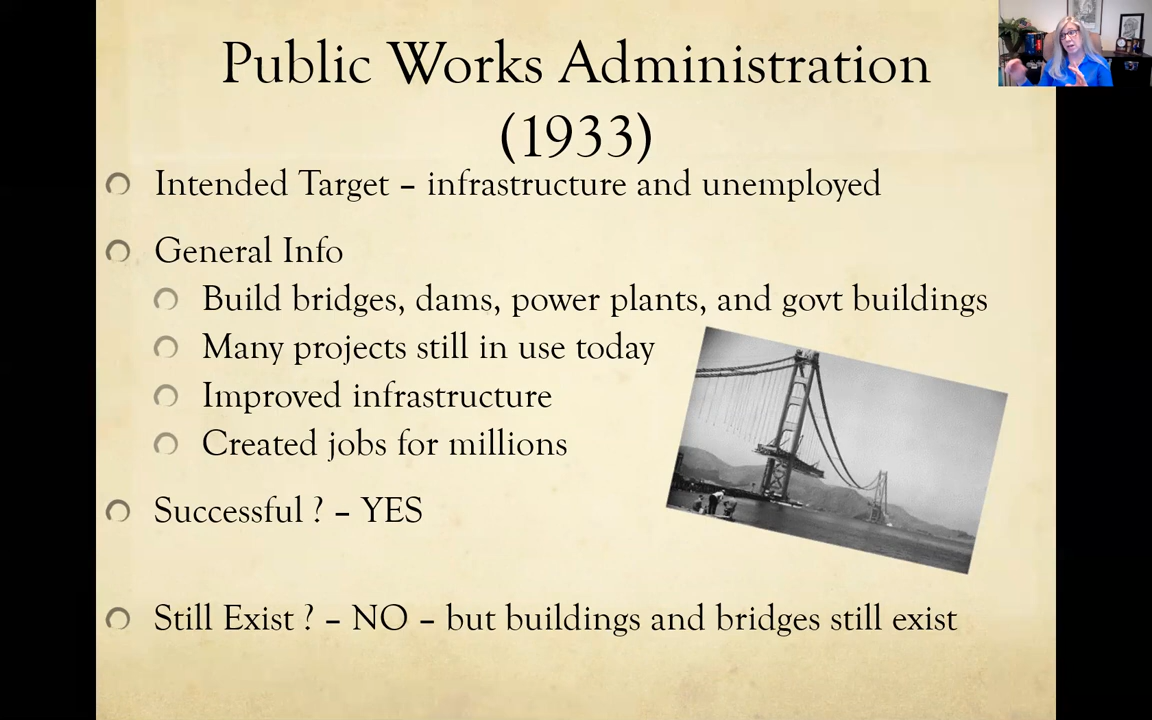 Public Works Administration
(1933)
Intended Target – infrastructure and unemployed
General Info
Build bridges, dams, power plants, and govt buildings
Many projects still in use today
Improved infrastructure
Created jobs for millions
Successful ? – YES
Still Exist ? – NO – but buildings and bridges still exist